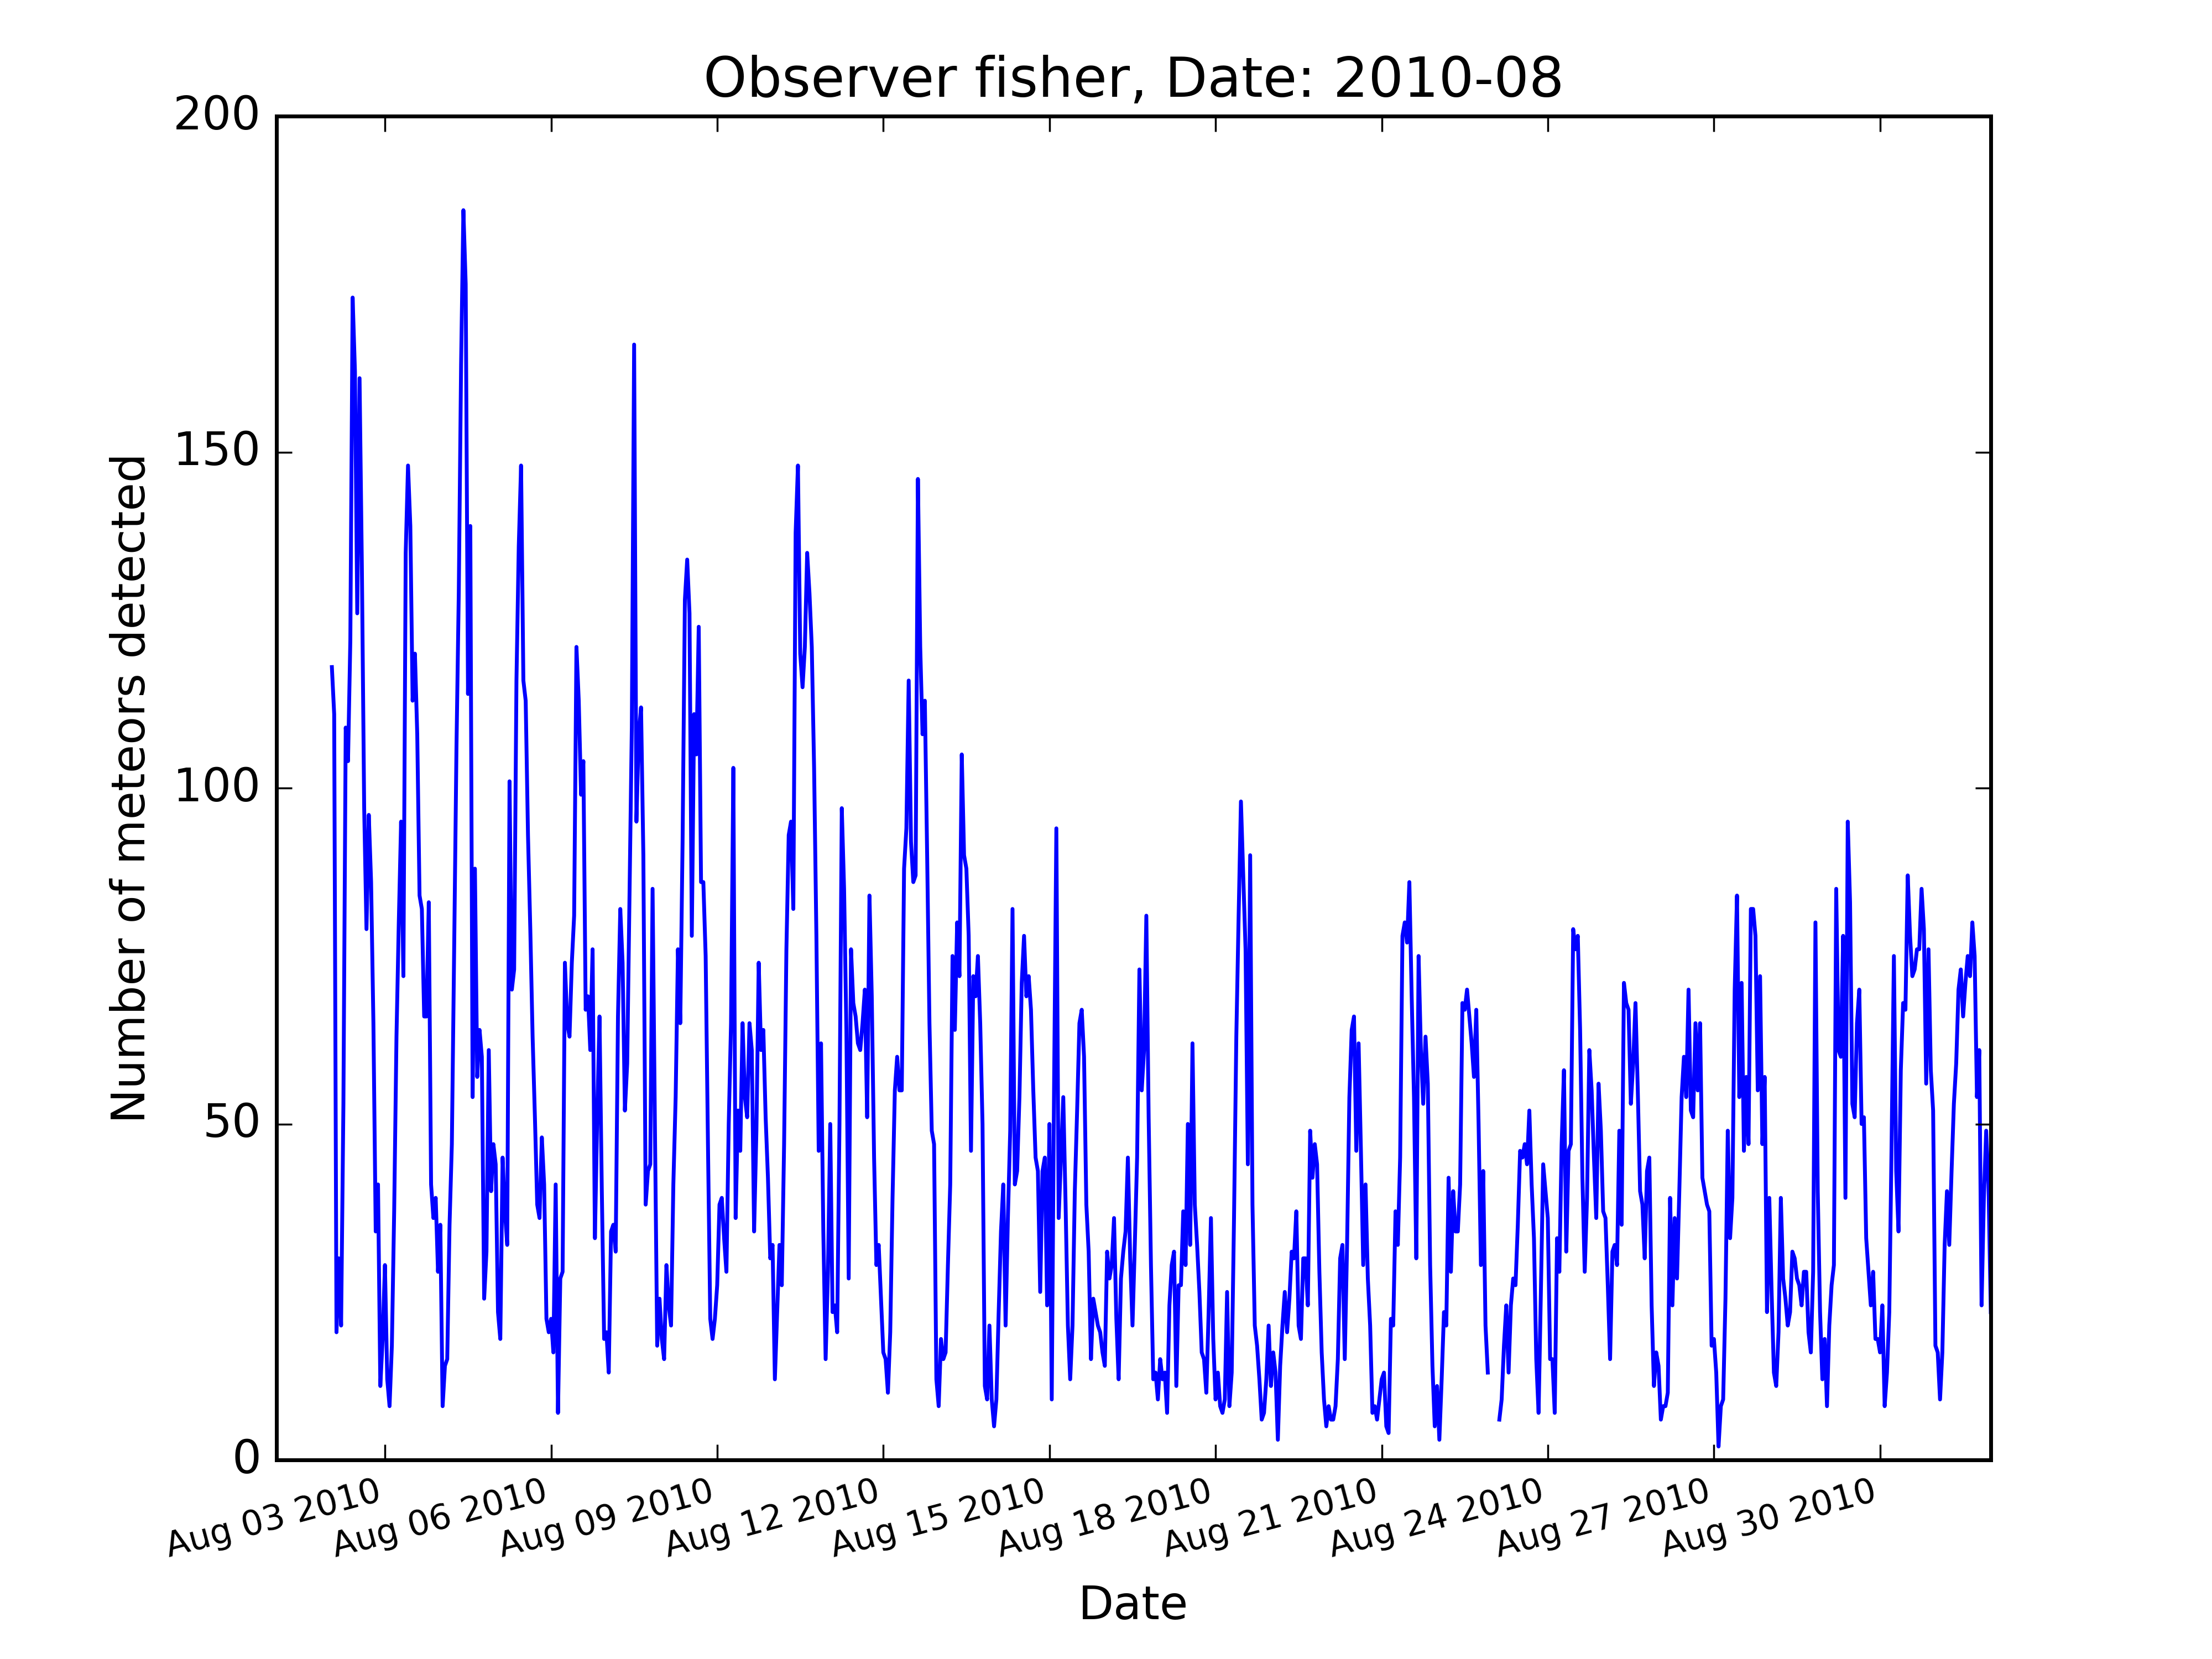 Observer fisher, Date: 2010-08
200
150
100
50
0
Number of meteors detected
Aug 03 2010
Aug 06 2010
Aug 09 2010
Aug 12 2010
Aug 15 2010
Aug 18 2010
Aug 21 2010
Aug 24 2010
Aug 27 2010
Aug 30 2010
Date